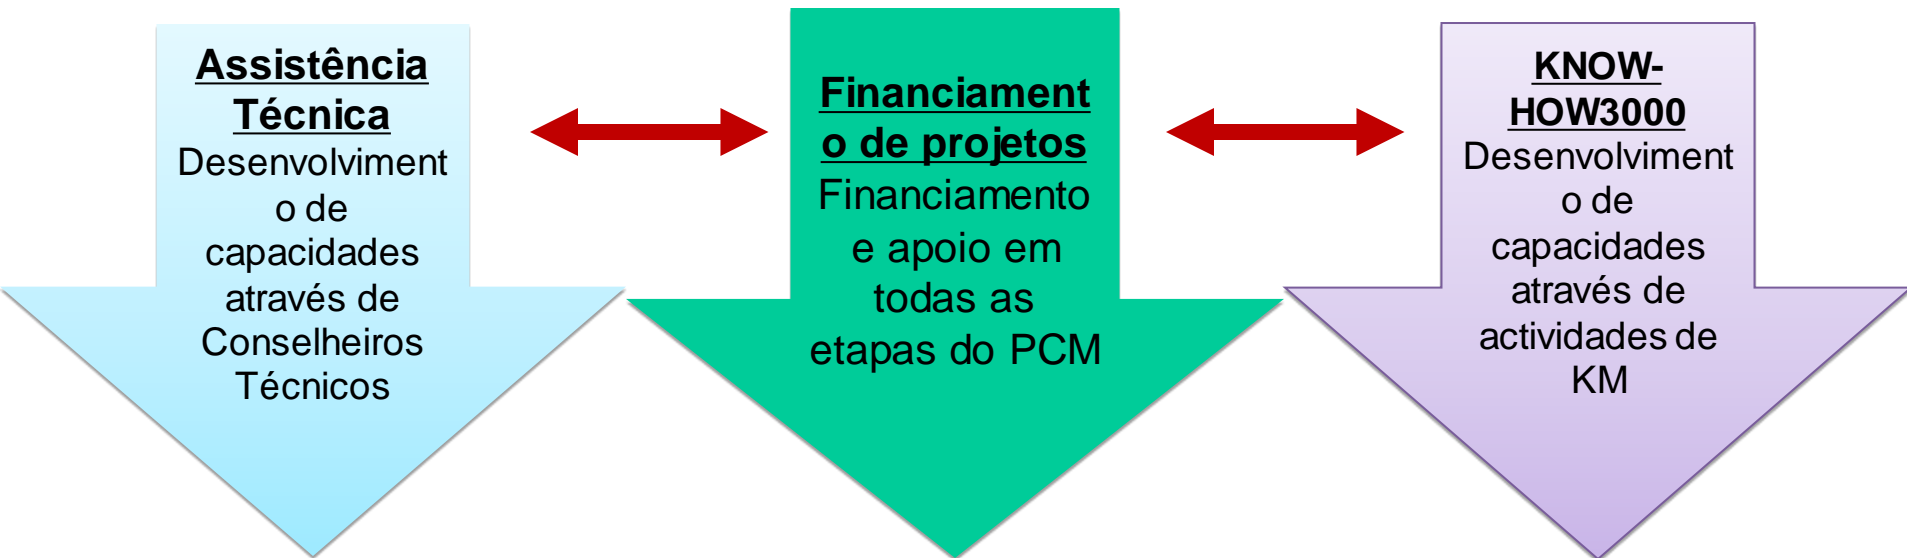 Assistência
Técnica
Desenvolviment
o de
capacidades
através de
Conselheiros
Técnicos
Financiament
o de projetos
Financiamento
e apoio em
todas as
etapas do PCM
KNOW-
HOW3000
Desenvolviment
o de
capacidades
através de
actividades de
KM